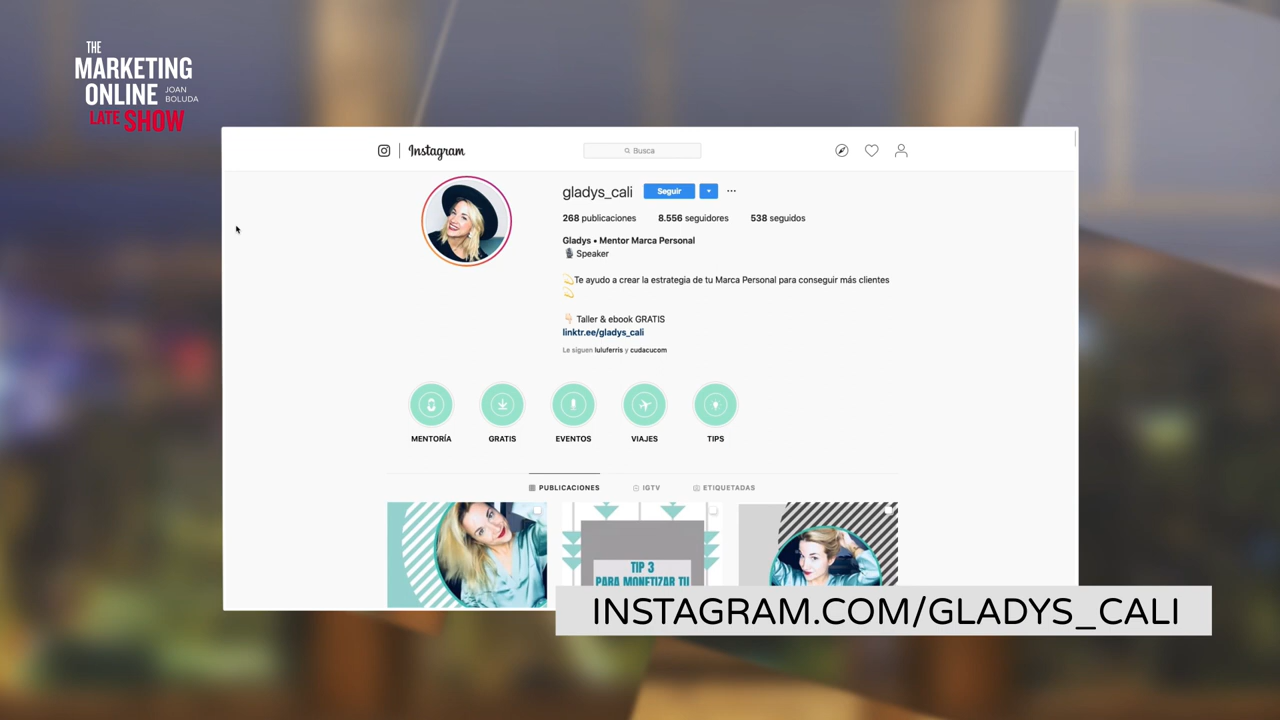 THE
MARKETING
ONLINE JOAN BOLUDA
LATE SHOW
Instagram
Busca
gladys_cali Seguir
268 publicaciones 8.556 seguidores 538 seguidos
Gladys • Mentor Marca Personal
Speaker
Te ayudo a crear la estrategia de tu Marca Personal para conseguir más clientes
Taller & ebook GRATIS
linktr.ee/gladys_cali
Le siguen luluferris y cudacucom
MENTORÍA GRATIS EVENTOS VIAJES TIPS
PUBLICACIONES IGTV ETIQUETADAS
TIP 3
PARA MONETIZAR TU
INSTAGRAM.COM/GLADYS_CALI